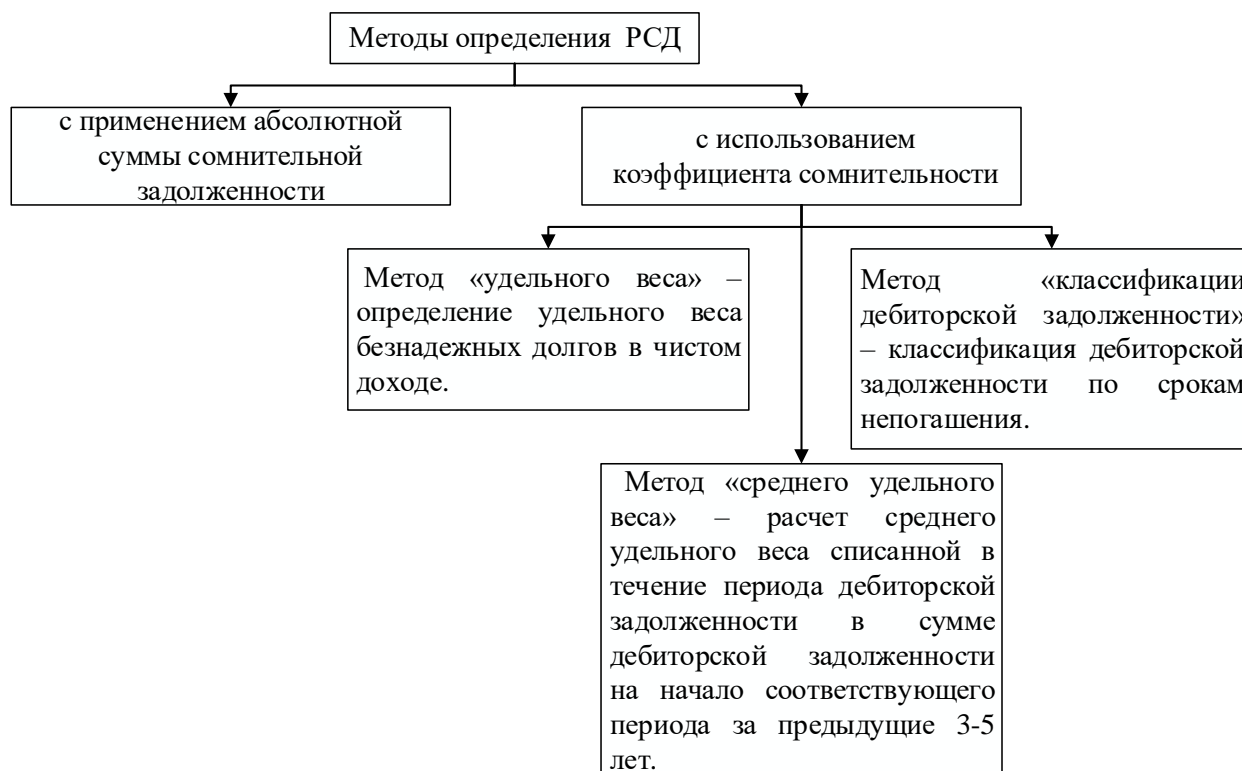 Методы определения РСД
с применением абсолютной
суммы сомнительной
задолженности
с использованием
коэффициента сомнительности
Метод «удельного веса» –
определение удельного веса
безнадежных долгов в чистом
доходе.
Метод «классификации
дебиторской задолженности»
– классификация дебиторской
задолженности по срокам
непогашения.
Метод «среднего удельного
веса» – расчет среднего
удельного веса списанной в
течение периода дебиторской
задолженности в сумме
дебиторской задолженности
на начало соответствующего
периода за предыдущие 3-5
лет.